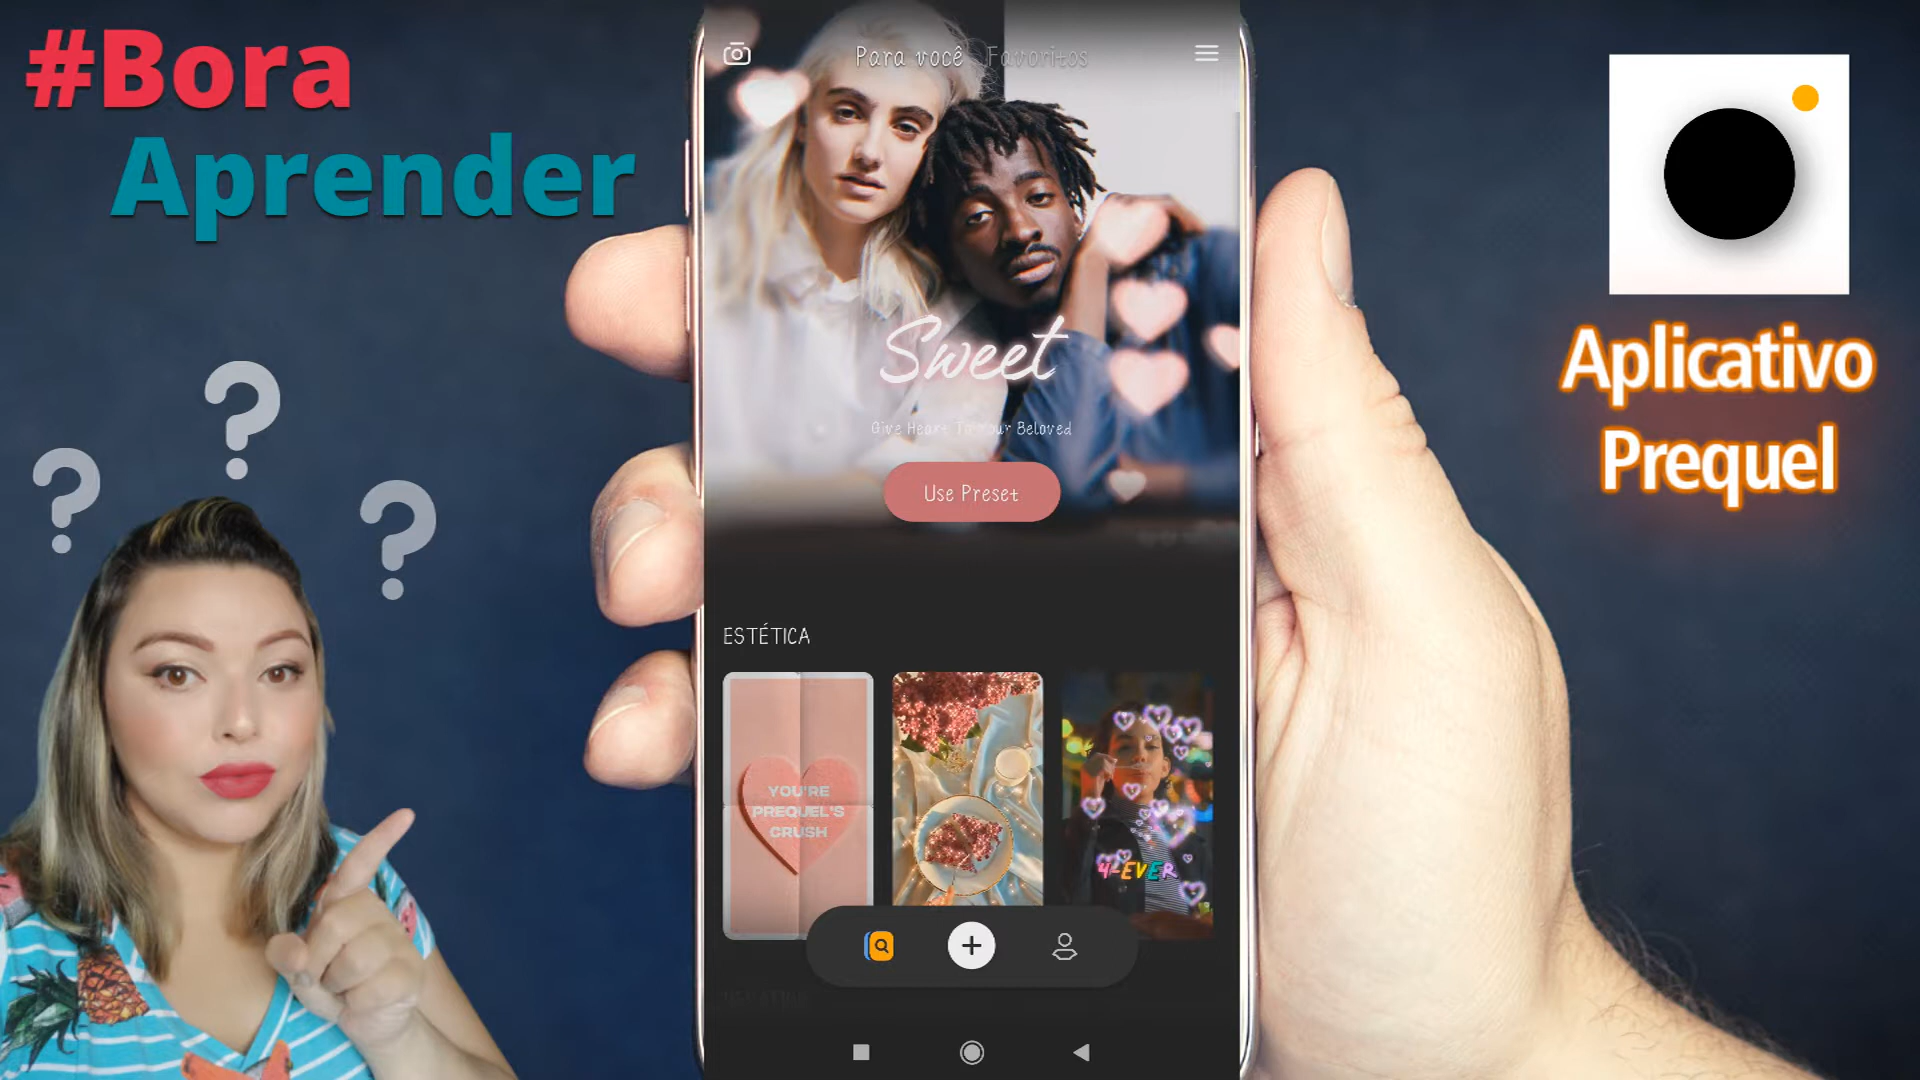 #Bora
Aprender
Para você Favoritos
Sweet
Give Heart To Your Beloved
Use Preset
ESTÉTICA
YOU'RE
PREQUEL'S
CRUSH
4-EVER
Aplicativo
Prequel